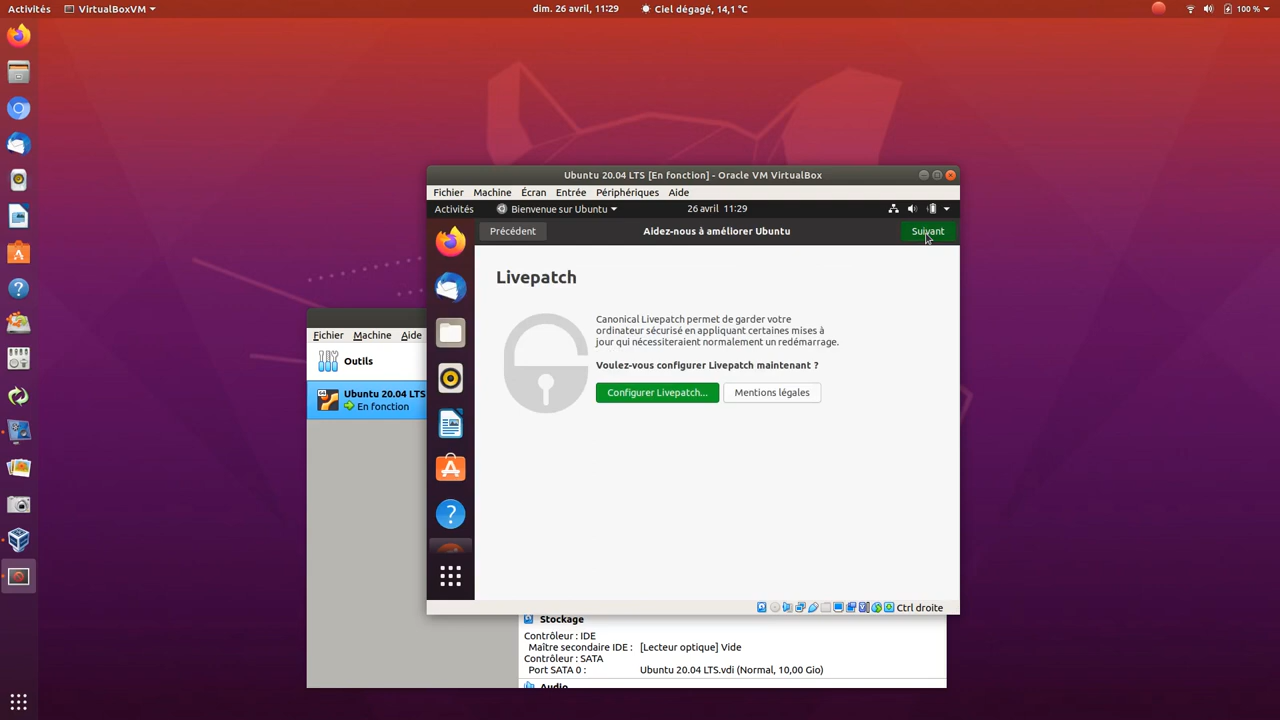 Activités
VirtualBoxVM
dim. 26 avril, 11:29
Ciel dégagé, 14,1 °C
100 %
Ubuntu 20.04 LTS [En fonction] - Oracle VM VirtualBox
Fichier Machine Écran Entrée Périphériques Aide
Activités
Bienvenue sur Ubuntu
26 avril 11:29
Précédent
Aidez-nous à améliorer Ubuntu
Suivant
Livepatch
Canonical Livepatch permet de garder votre
ordinateur sécurisé en appliquant certaines mises à
jour qui nécessiteraient normalement un redémarrage.
Voulez-vous configurer Livepatch maintenant ?
Configurer Livepatch...
Mentions légales
Ctrl droite
Fichier Machine Aide
Outils
Ubuntu 20.04 LTS
En fonction
Stockage
Contrôleur : IDE
Maître secondaire IDE : [Lecteur optique] Vide
Contrôleur : SATA
Port SATA 0 : Ubuntu 20.04 LTS.vdi (Normal, 10,00 Gio)
Audio